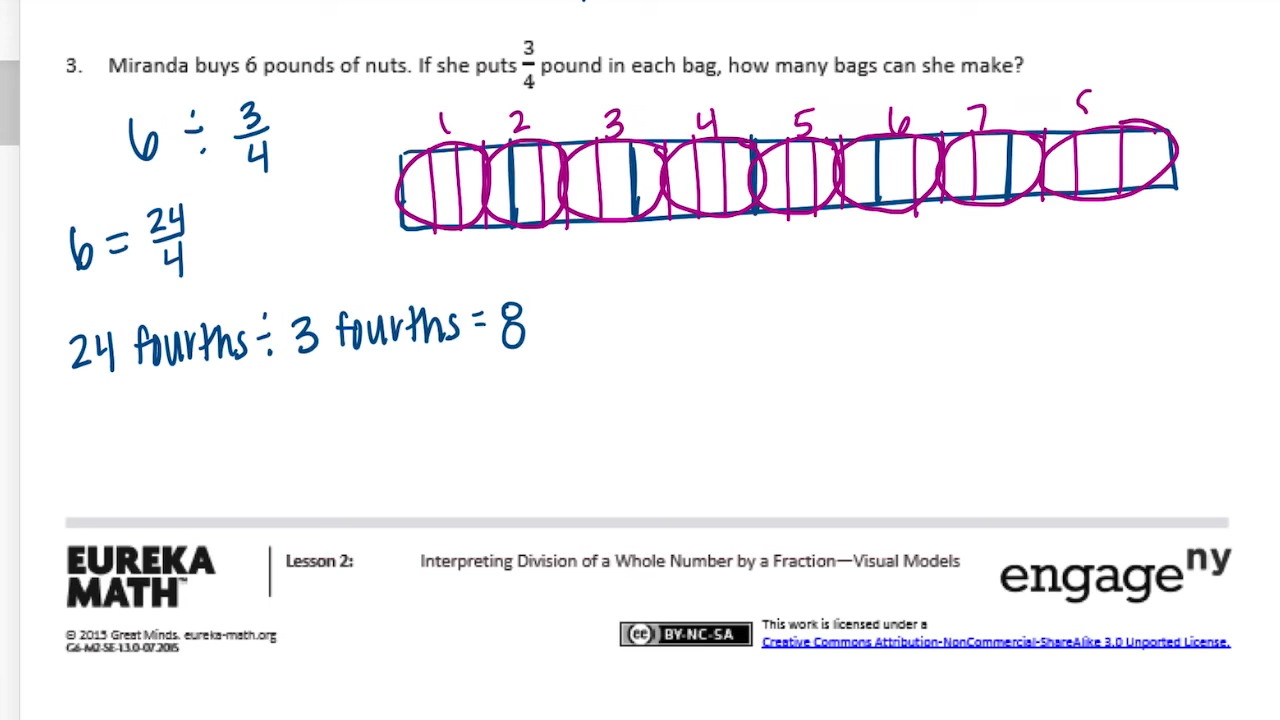 3. Miranda buys 6 pounds of nuts. If she puts 3/4 pound in each bag, how many bags can she make?
6 ÷ 3/4
1 2 3 4 5 6 7
6 = 24/4
24 fourths ÷ 3 fourths = 8
EUREKA MATH™
Lesson 2: Interpreting Division of a Whole Number by a Fraction—Visual Models
engage ny
© 2015 Great Minds. eureka-math.org
G6-M2-SE-1.3.0-07.2015
cc BY-NC-SA
This work is licensed under a
Creative Commons Attribution-NonCommercial-ShareAlike 3.0 Unported License.